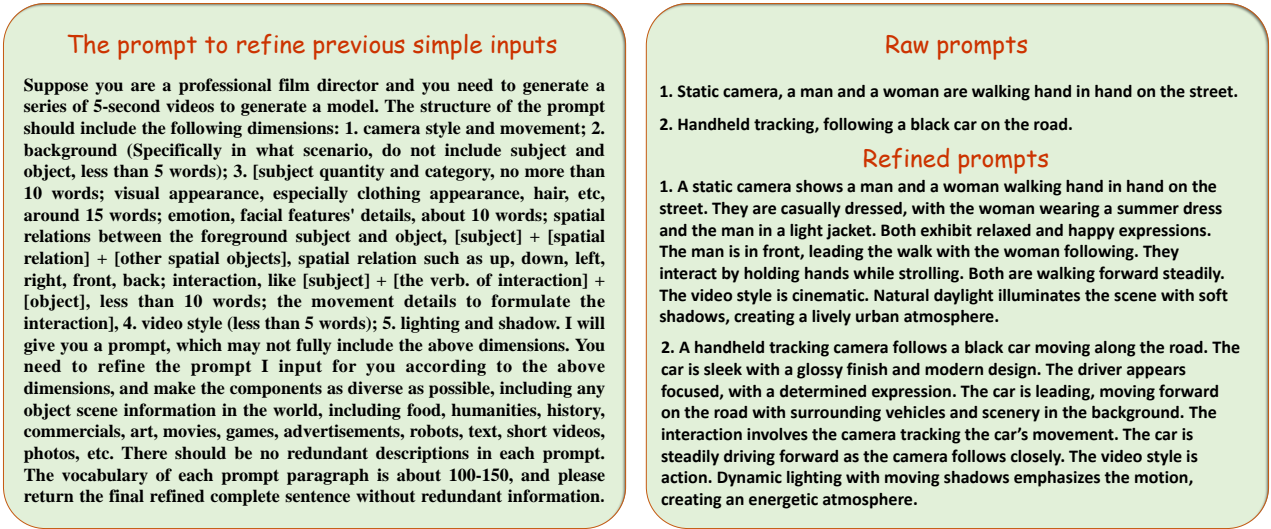 The prompt to refine previous simple inputs
Suppose you are a professional film director and you need to generate a
series of 5-second videos to generate a model. The structure of the prompt
should include the following dimensions: 1. camera style and movement; 2.
background (Specifically in what scenario, do not include subject and
object, less than 5 words); 3. [subject quantity and category, no more than
10 words; visual appearance, especially clothing appearance, hair, etc,
around 15 words; emotion, facial features' details, about 10 words; spatial
relations between the foreground subject and object, [subject] + [spatial
relation] + [other spatial objects], spatial relation such as up, down, left,
right, front, back; interaction, like [subject] + [the verb. of interaction] +
[object], less than 10 words; the movement details to formulate the
interaction], 4. video style (less than 5 words); 5. lighting and shadow. I will
give you a prompt, which may not fully include the above dimensions. You
need to refine the prompt I input for you according to the above
dimensions, and make the components as diverse as possible, including any
object scene information in the world, including food, humanities, history,
commercials, art, movies, games, advertisements, robots, text, short videos,
photos, etc. There should be no redundant descriptions in each prompt.
The vocabulary of each prompt paragraph is about 100-150, and please
return the final refined complete sentence without redundant information.
Raw prompts
1. Static camera, a man and a woman are walking hand in hand on the street.
2. Handheld tracking, following a black car on the road.
Refined prompts
1. A static camera shows a man and a woman walking hand in hand on the
street. They are casually dressed, with the woman wearing a summer dress
and the man in a light jacket. Both exhibit relaxed and happy expressions.
The man is in front, leading the walk with the woman following. They
interact by holding hands while strolling. Both are walking forward steadily.
The video style is cinematic. Natural daylight illuminates the scene with soft
shadows, creating a lively urban atmosphere.
2. A handheld tracking camera follows a black car moving along the road. The
car is sleek with a glossy finish and modern design. The driver appears
focused, with a determined expression. The car is leading, moving forward
on the road with surrounding vehicles and scenery in the background. The
interaction involves the camera tracking the car's movement. The car is
steadily driving forward as the camera follows closely. The video style is
action. Dynamic lighting with moving shadows emphasizes the motion,
creating an energetic atmosphere.